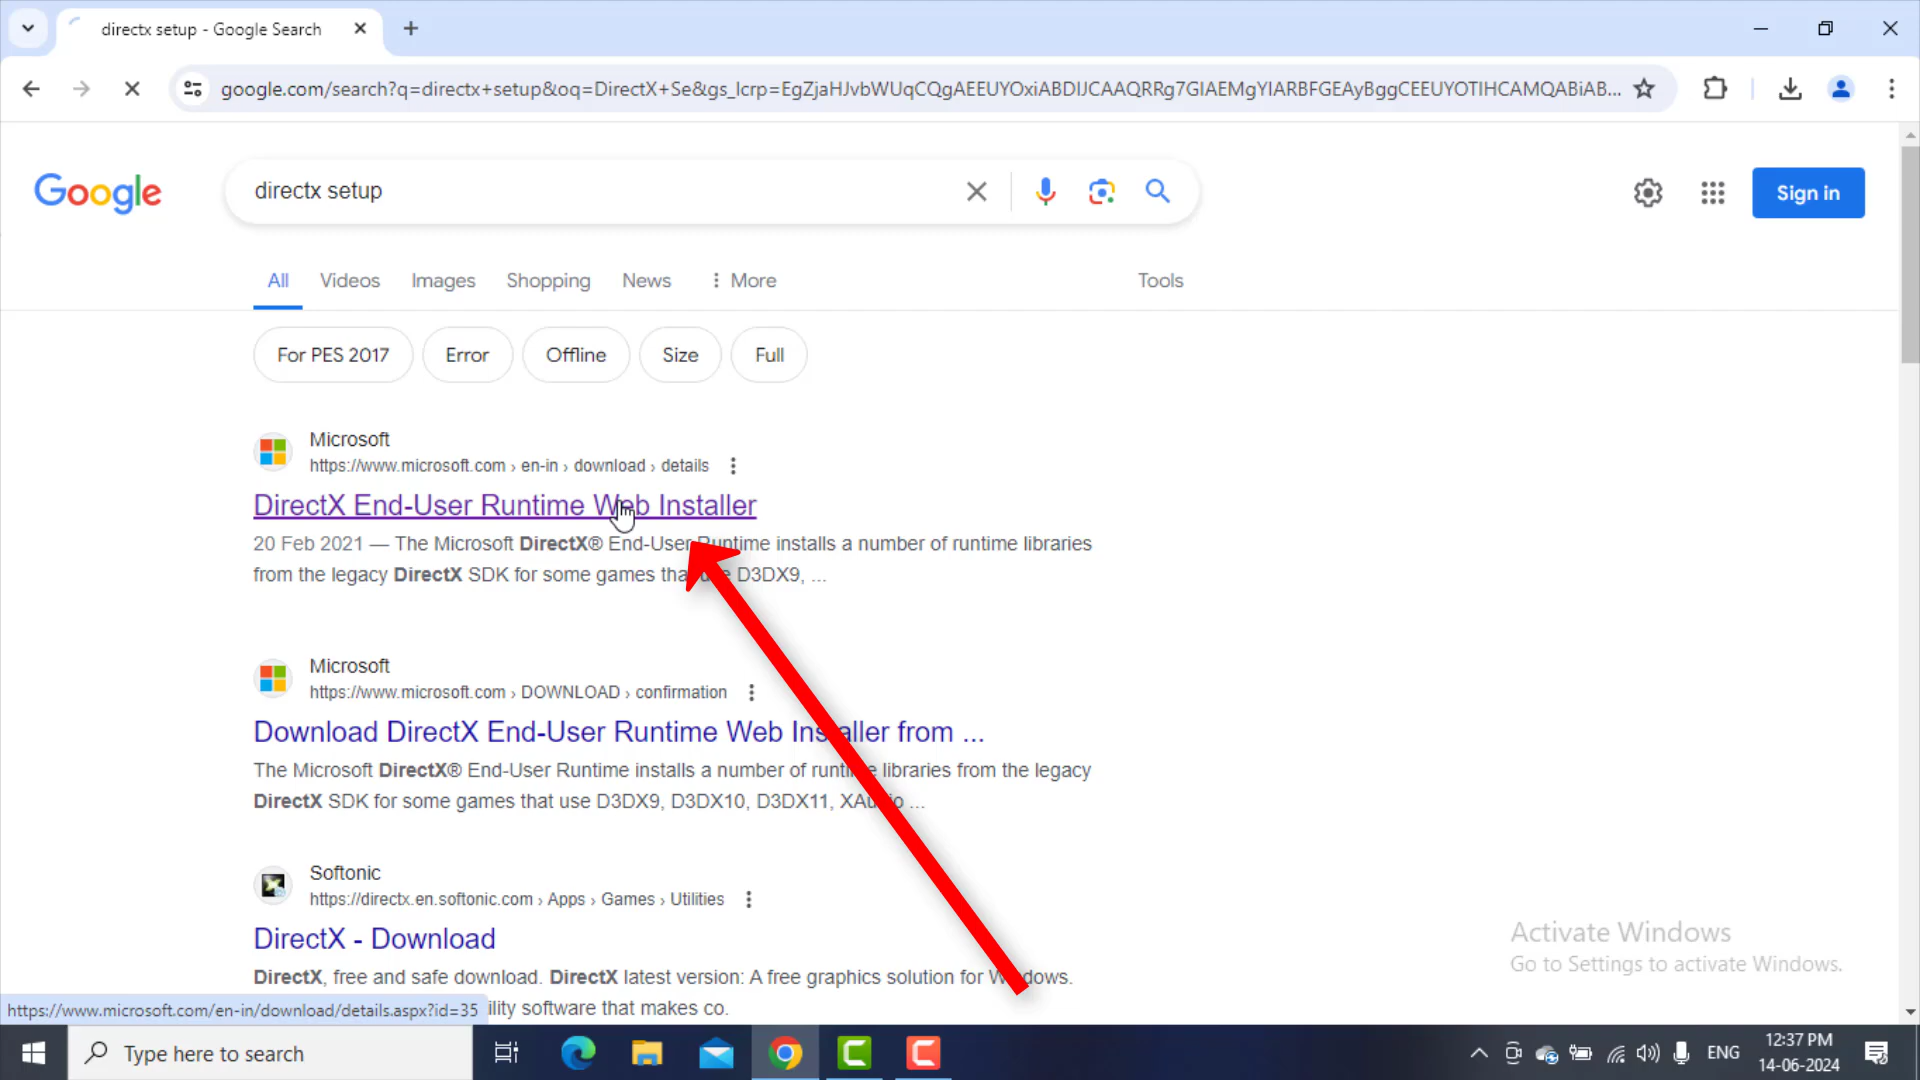 directx setup - Google Search
google.com/search?q=directx+setup&oq=DirectX+Se&gs_lcrp=EgZjaHJvbWUqCQgAEEUYOxiABDIJCAAQRRg7GIAEMgYIARBFGEAyBggCEEUYOTIHCAMQABiAB...
Google
directx setup
Sign in
All Videos Images Shopping News More Tools
For PES 2017 Error Offline Size Full
Microsoft
https://www.microsoft.com › en-in › download › details
DirectX End-User Runtime Web Installer
20 Feb 2021 — The Microsoft DirectX® End-User Runtime installs a number of runtime libraries
from the legacy DirectX SDK for some games that use D3DX9, ...
Microsoft
https://www.microsoft.com › DOWNLOAD › confirmation
Download DirectX End-User Runtime Web Installer from ...
The Microsoft DirectX® End-User Runtime installs a number of runtime libraries from the legacy
DirectX SDK for some games that use D3DX9, D3DX10, D3DX11, XAudio ...
Softonic
https://directx.en.softonic.com › Apps › Games › Utilities
DirectX - Download
DirectX, free and safe download. DirectX latest version: A free graphics solution for Windows.
ility software that makes co.
Activate Windows
Go to Settings to activate Windows.
https://www.microsoft.com/en-in/download/details.aspx?id=35
Type here to search
ENG
12:37 PM
14-06-2024